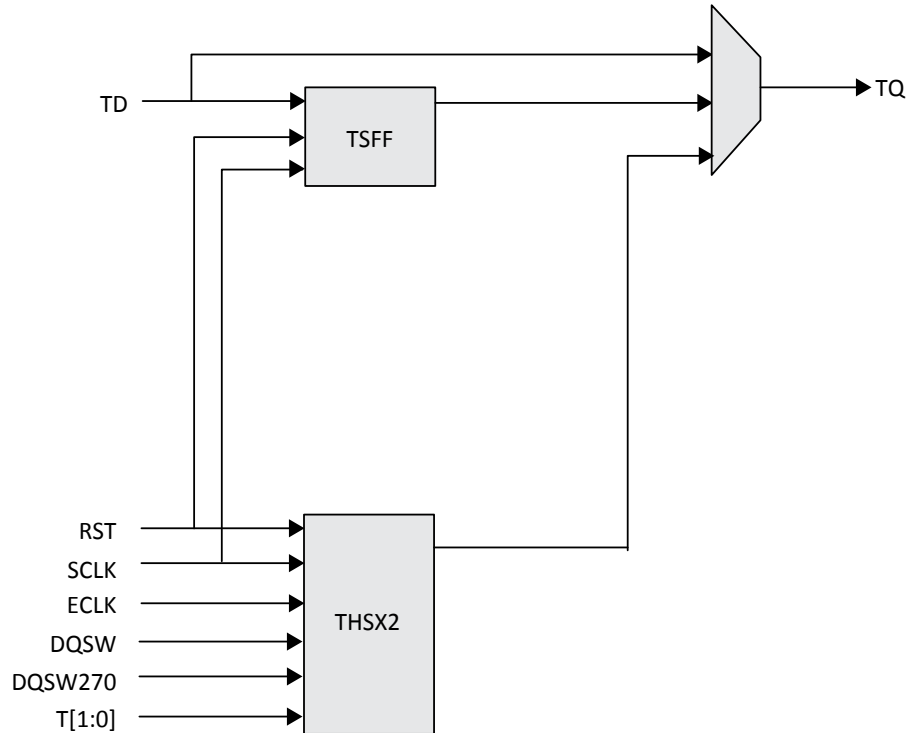 TD
TSFF
TQ
RST
SCLK
ECLK
THSX2
DQSW
DQSW270
T[1:0]